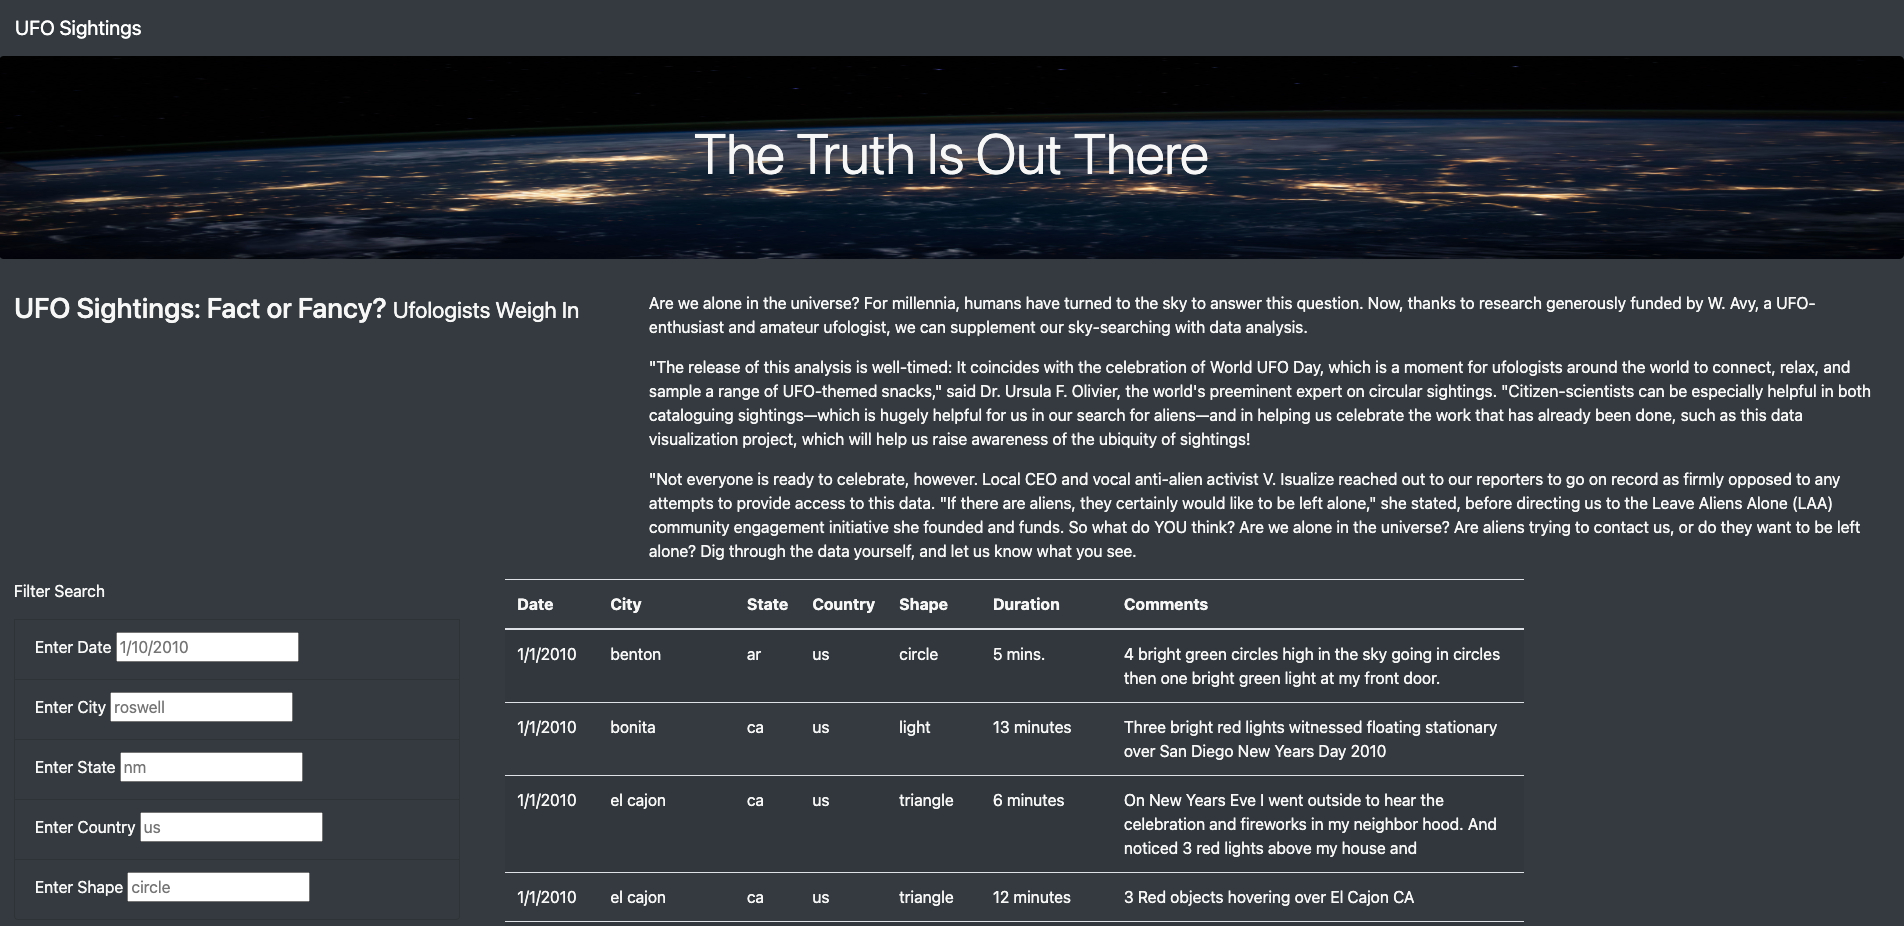 UFO Sightings
The Truth Is Out There
UFO Sightings: Fact or Fancy? Ufologists Weigh In
Are we alone in the universe? For millennia, humans have turned to the sky to answer this question. Now, thanks to research generously funded by W. Avy, a UFO-
enthusiast and amateur ufologist, we can supplement our sky-searching with data analysis.
"The release of this analysis is well-timed: It coincides with the celebration of World UFO Day, which is a moment for ufologists around the world to connect, relax, and
sample a range of UFO-themed snacks," said Dr. Ursula F. Olivier, the world's preeminent expert on circular sightings. "Citizen-scientists can be especially helpful in both
cataloguing sightings—which is hugely helpful for us in our search for aliens—and in helping us celebrate the work that has already been done, such as this data
visualization project, which will help us raise awareness of the ubiquity of sightings!
"Not everyone is ready to celebrate, however. Local CEO and vocal anti-alien activist V. Isualize reached out to our reporters to go on record as firmly opposed to any
attempts to provide access to this data. "If there are aliens, they certainly would like to be left alone," she stated, before directing us to the Leave Aliens Alone (LAA)
community engagement initiative she founded and funds. So what do YOU think? Are we alone in the universe? Are aliens trying to contact us, or do they want to be left
alone? Dig through the data yourself, and let us know what you see.
Filter Search
Enter Date 1/10/2010
Enter City roswell
Enter State nm
Enter Country us
Enter Shape circle
Date City State Country Shape Duration Comments
1/1/2010 benton ar us circle 5 mins. 4 bright green circles high in the sky going in circles
then one bright green light at my front door.
1/1/2010 bonita ca us light 13 minutes Three bright red lights witnessed floating stationary
over San Diego New Years Day 2010
1/1/2010 el cajon ca us triangle 6 minutes On New Years Eve I went outside to hear the
celebration and fireworks in my neighbor hood. And
noticed 3 red lights above my house and
1/1/2010 el cajon ca us triangle 12 minutes 3 Red objects hovering over El Cajon CA